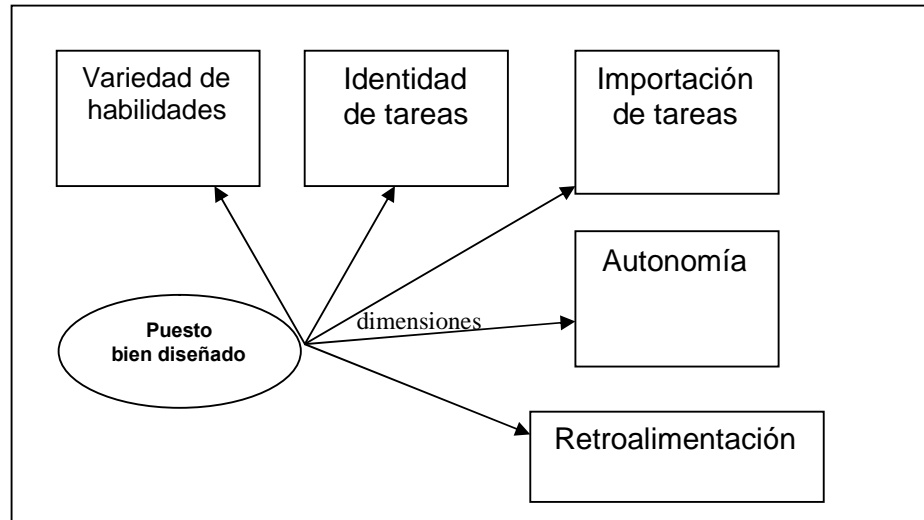 Variedad de
habilidades
Identidad
de tareas
Importación
de tareas
Autonomía
dimensiones
Puesto
bien diseñado
Retroalimentación